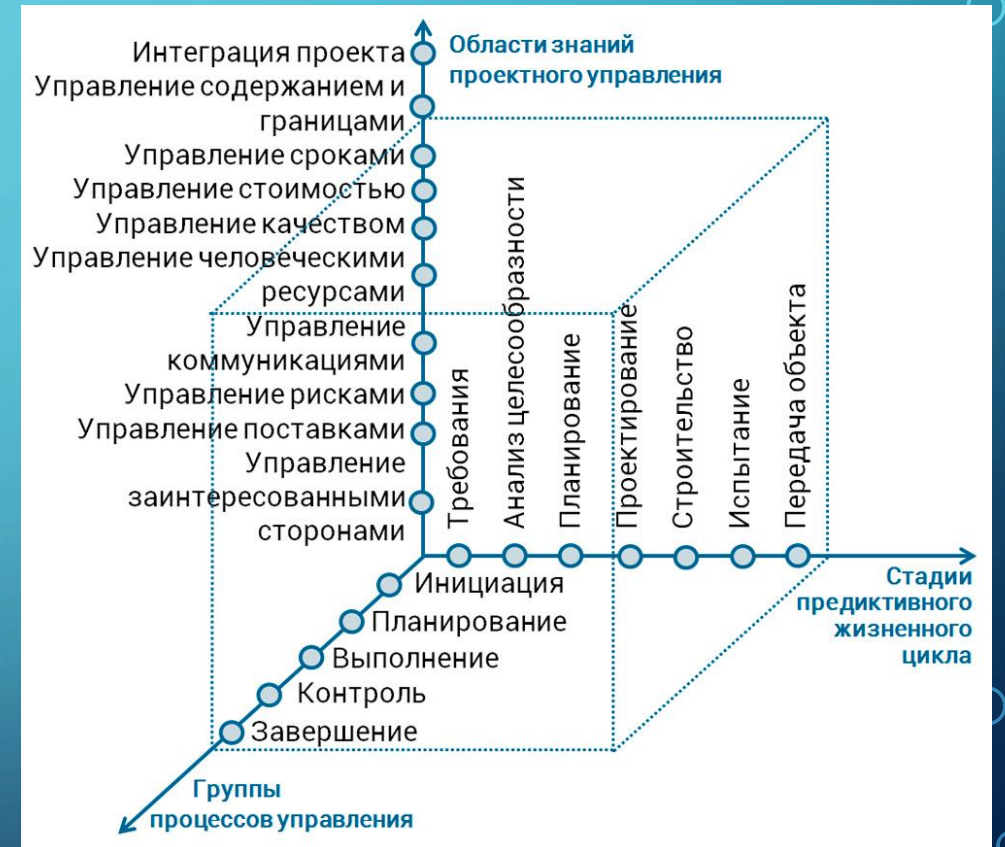 Области знаний
проектного управления
Интеграция проекта
Управление содержанием и
границами
Управление сроками
Управление стоимостью
Управление качеством
Управление человеческими
ресурсами
Управление
коммуникациями
Управление рисками
Управление поставками
Управление
заинтересованными
сторонами
Требования
Анализ целесообразности
Планирование
Проектирование
Строительство
Испытание
Передача объекта
Стадии
предиктивного
жизненного
цикла
Инициация
Планирование
Выполнение
Контроль
Завершение
Группы
процессов управления